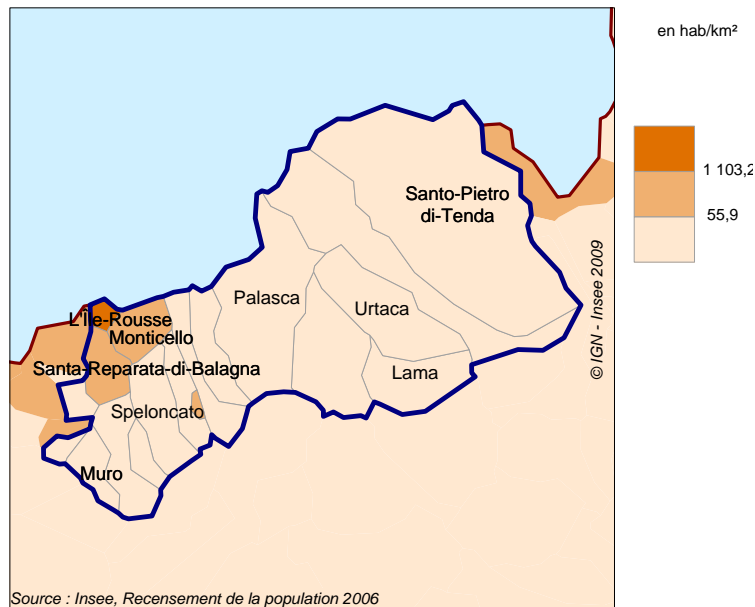 en hab/km²
1 103,2
55,9
Santo-Pietro
di-Tenda
Palasca
Urtaca
L'Île-Rousse
Monticello
Santa-Reparata-di-Balagna
Lama
Speloncato
Muro
© IGN - Insee 2009
Source : Insee, Recensement de la population 2006